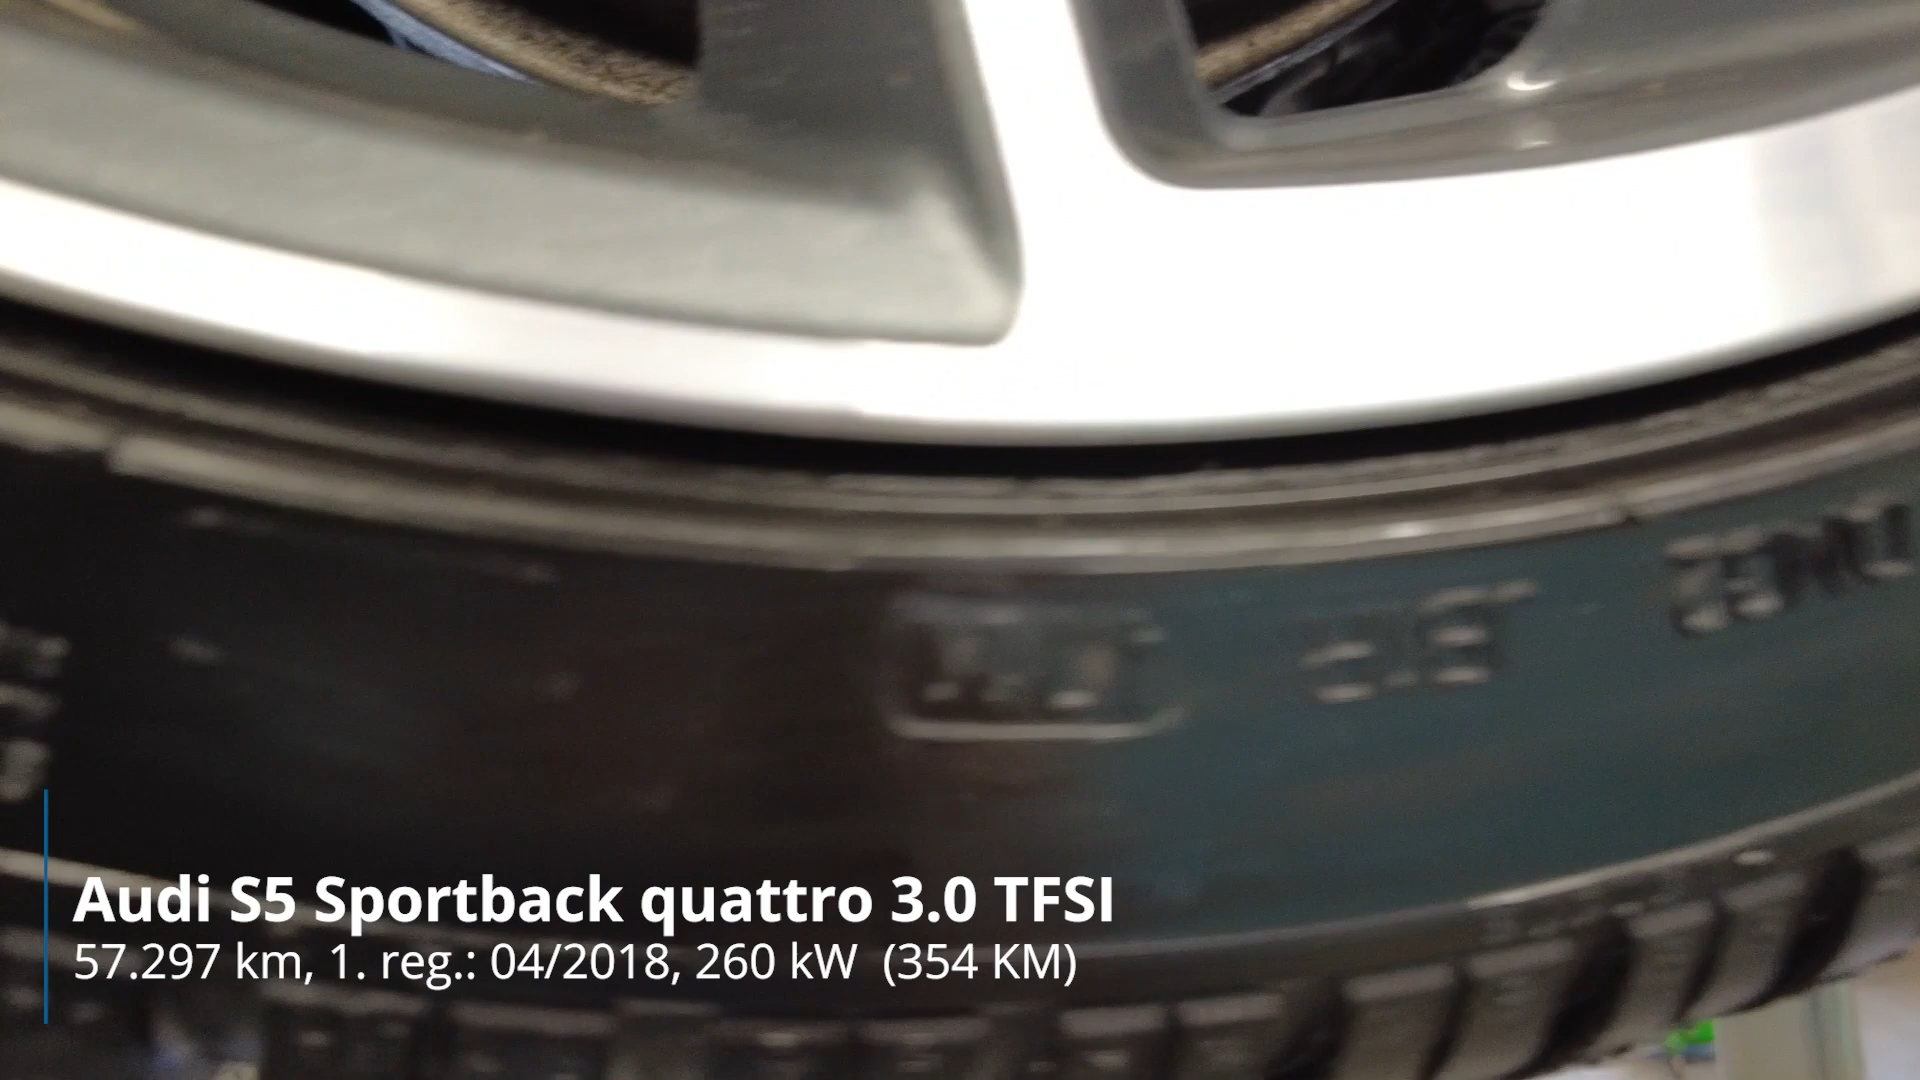 Audi S5 Sportback quattro 3.0 TFSI
57.297 km, 1. reg.: 04/2018, 260 kW (354 KM)